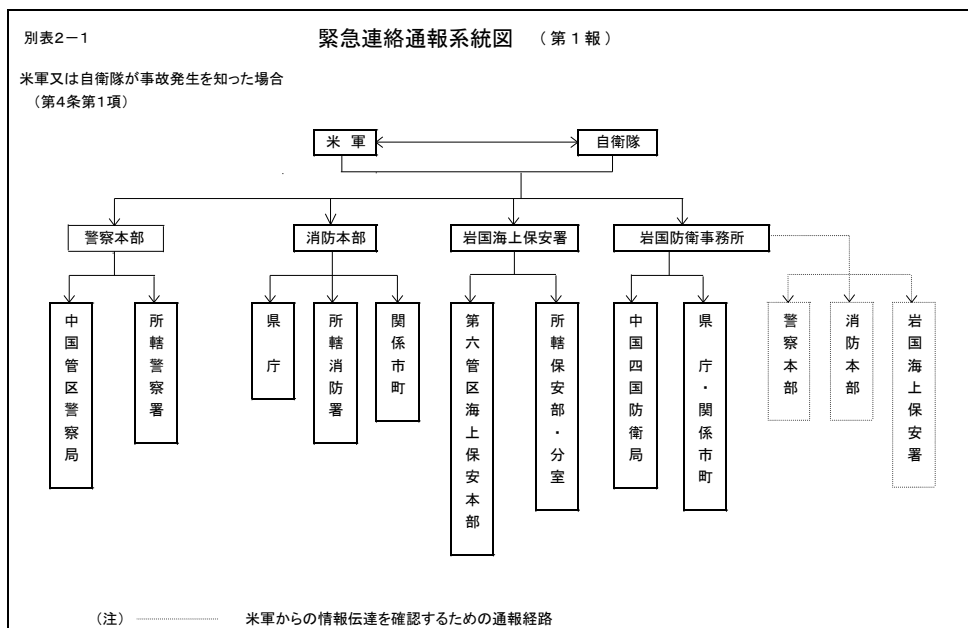 別表2-1
緊急連絡通報系統図 （第１報）
米軍又は自衛隊が事故発生を知った場合
（第4条第1項）
米 軍
自衛隊
警察本部
消防本部
岩国海上保安署
岩国防衛事務所
中国管区警察局
所轄警察署
県 庁
所轄消防署
関係市町
第六管区海上保安本部
所轄保安部・分室
中国四国防衛局
県 庁・関係市町
警察本部
消防本部
岩国海上保安署
（注） 米軍からの情報伝達を確認するための通報経路